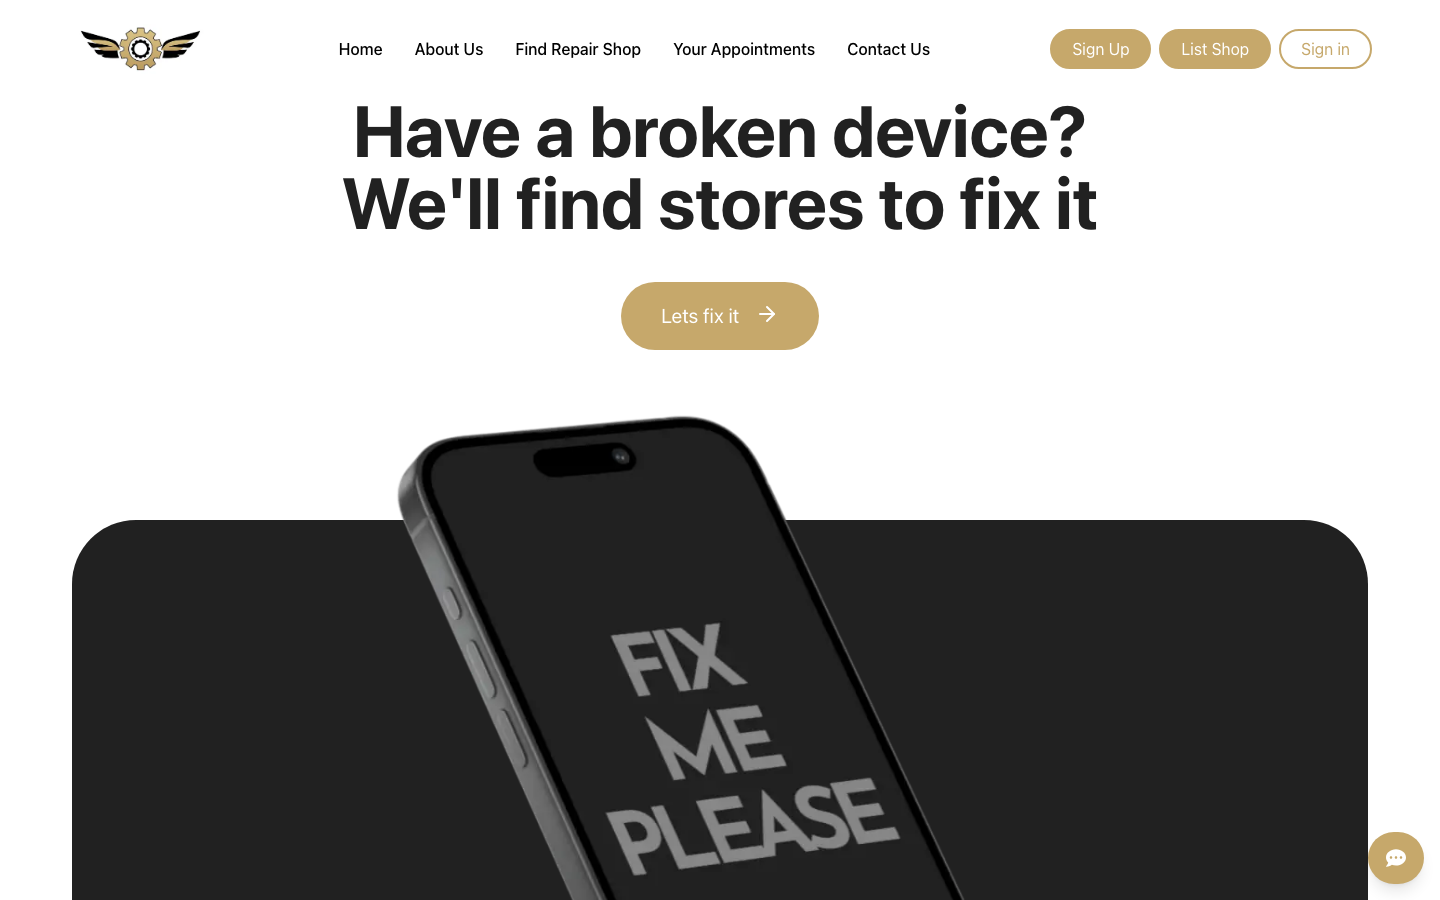 Home
About Us
Find Repair Shop
Your Appointments
Contact Us
Sign Up
List Shop
Sign in
Have a broken device?
We'll find stores to fix it
Lets fix it
FIX
ME
PLEASE